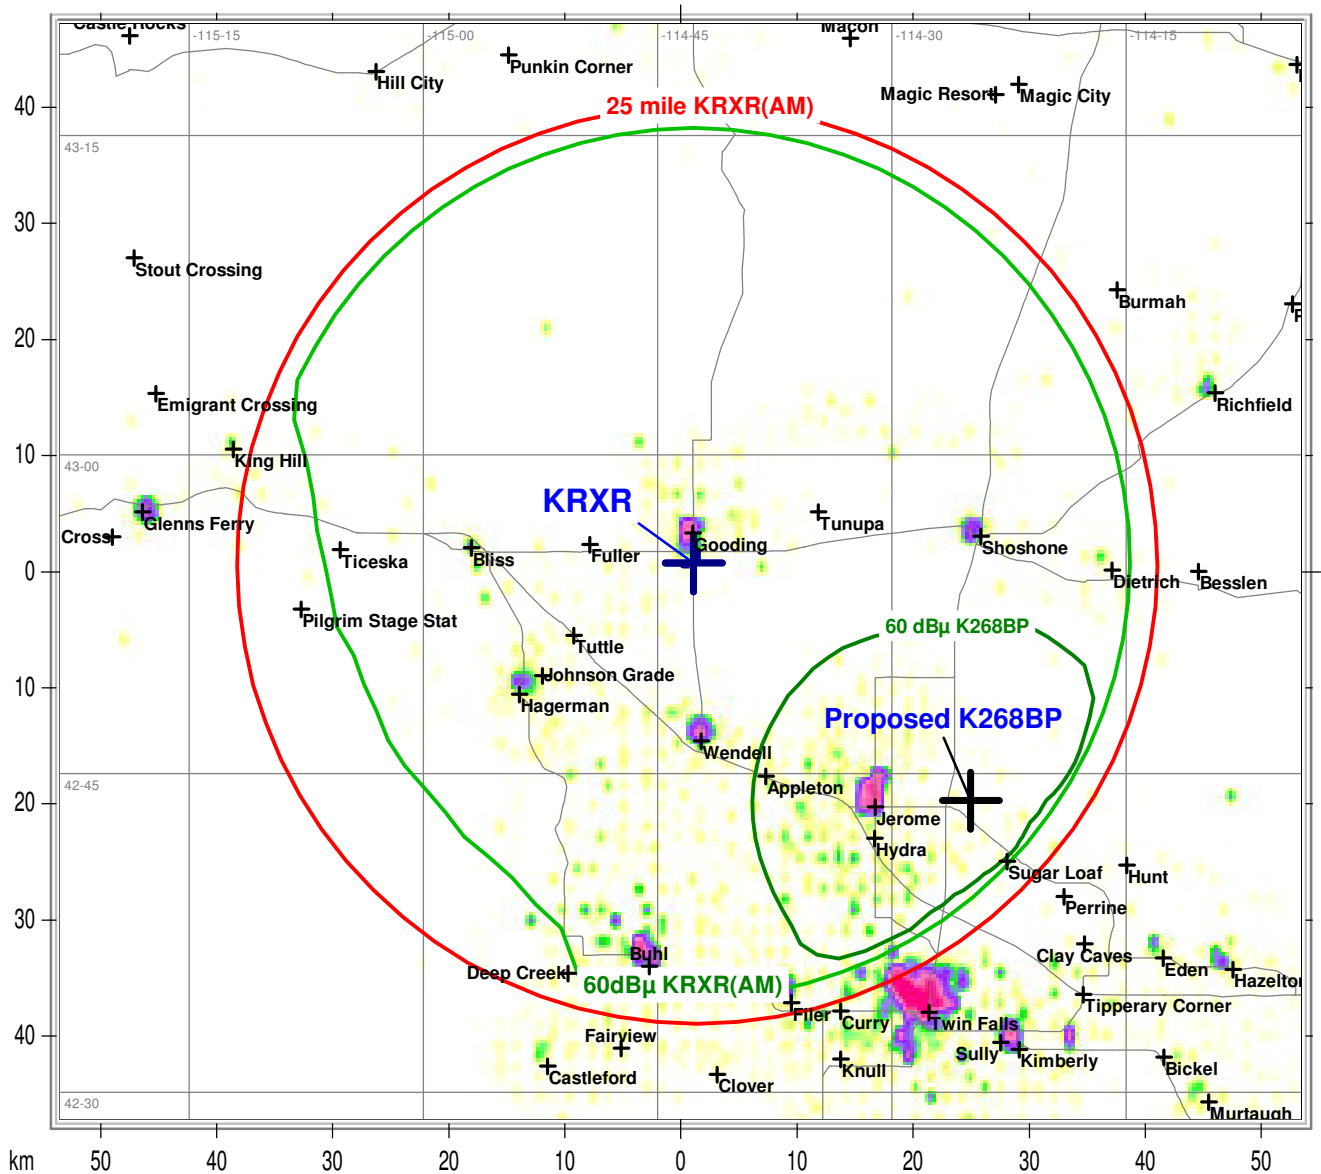 Castle Rocks
Macon
-115-15
-115-00
-114-45
-114-30
-114-15
Punkin Corner
Hill City
Magic Resort
Magic City
25 mile KRXR(AM)
40
43-15
30
Stout Crossing
Burmah
20
Emigrant Crossing
Richfield
10
King Hill
43-00
KRXR
Glenns Ferry
Tunupa
Cross
Gooding
Shoshone
Ticeska
Bliss
Fuller
0
Dietrich
Besslen
Pilgrim Stage Stat
60 dBµ K268BP
Tuttle
Johnson Grade
10
Hagerman
Proposed K268BP
Wendell
42-45
Appleton
20
Jerome
Hydra
Sugar Loaf
Hunt
Perrine
30
Buhl
Clay Caves
Eden
Deep Creek
60dBµ KRXR(AM)
Hazelton
Tipperary Corner
Filer
Curry
Twin Falls
40
Fairview
Sully
Kimberly
Castleford
Clover
Knull
Bickel
42-30
Murtaugh
km
50
40
30
20
10
0
10
20
30
40
50